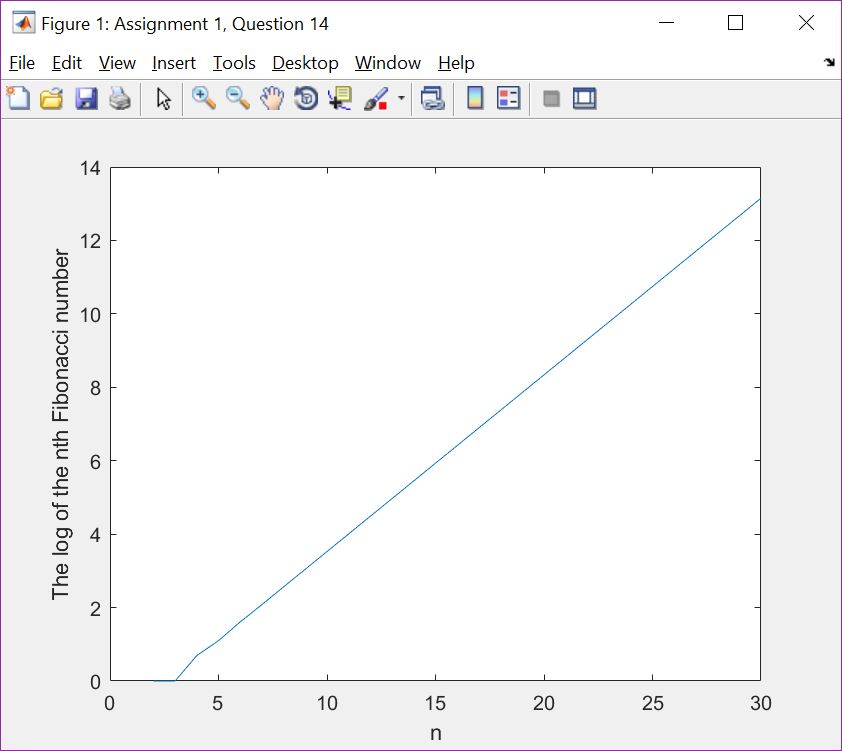 Figure 1: Assignment 1, Question 14
File Edit View Insert Tools Desktop Window Help
14
12
10
8
6
4
2
0
The log of the nth Fibonacci number
0 5 10 15 20 25 30
n